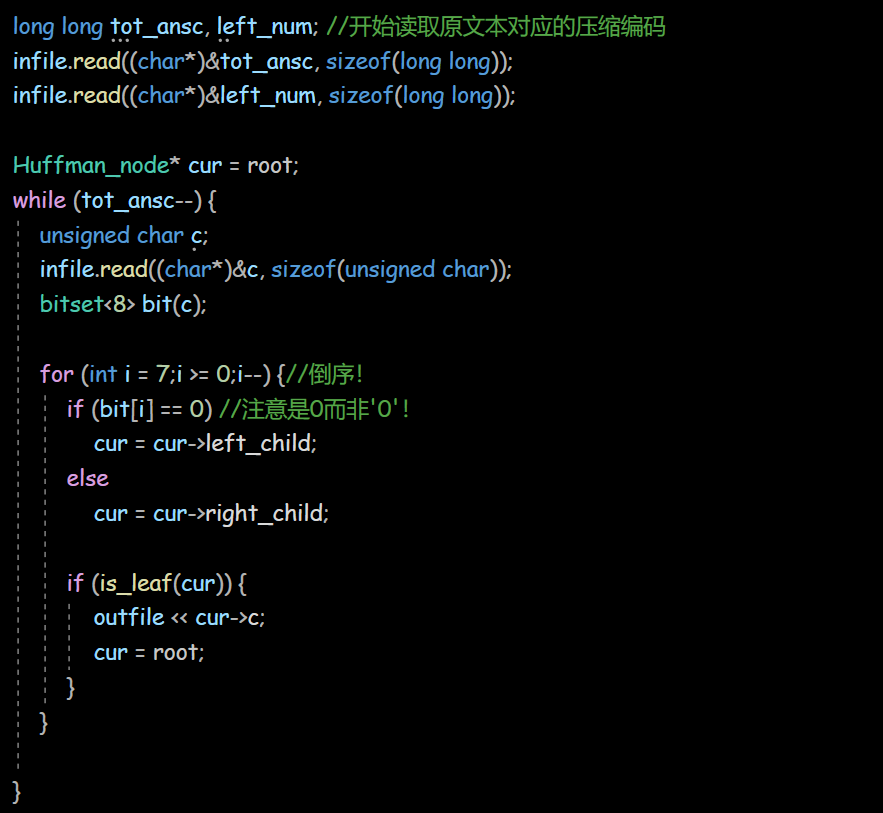 long long tot_ansc, left_num; //开始读取原文本对应的压缩编码
infile.read((char*)&tot_ansc, sizeof(long long));
infile.read((char*)&left_num, sizeof(long long));
Huffman_node* cur = root;
while (tot_ansc--) {
unsigned char c;
infile.read((char*)&c, sizeof(unsigned char));
bitset<8> bit(c);
for (int i = 7;i >= 0;i--) {//倒序!
if (bit[i] == 0) //注意是0而非'0'!
cur = cur->left_child;
else
cur = cur->right_child;
if (is_leaf(cur)) {
outfile << cur->c;
cur = root;
}
}
}